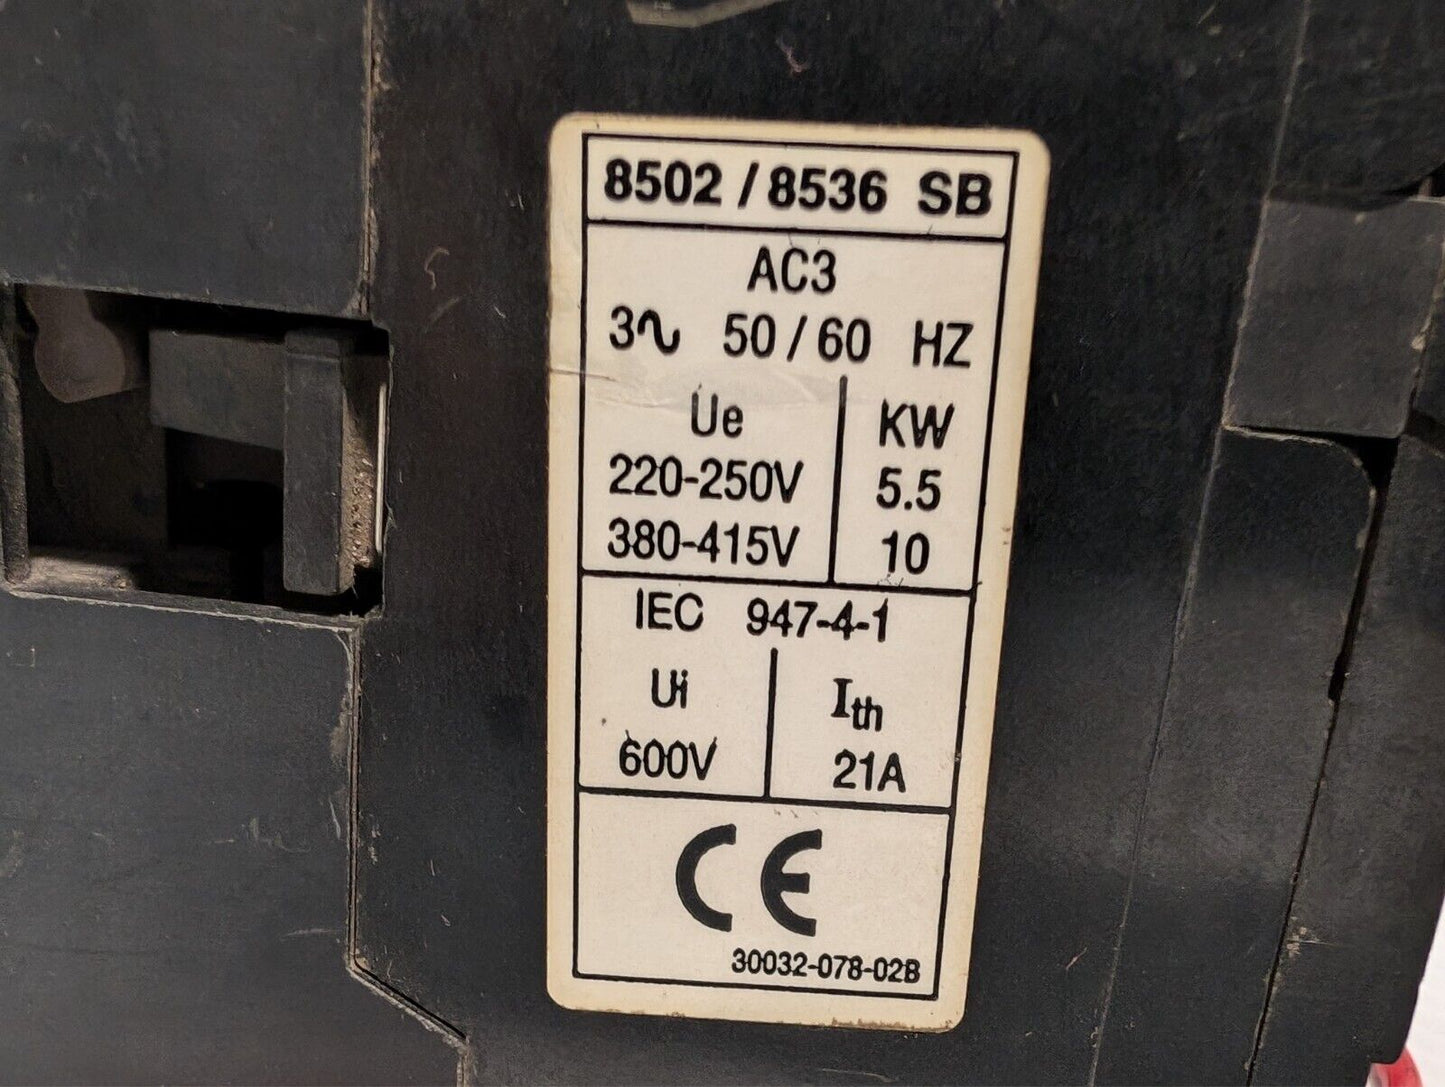 8502 / 8536 SB
AC3
3∿ 50 / 60 HZ
Ue KW
220-250V 5.5
380-415V 10
IEC 947-4-1
Ui Ith
600V 21A
CE
30032-078-02B